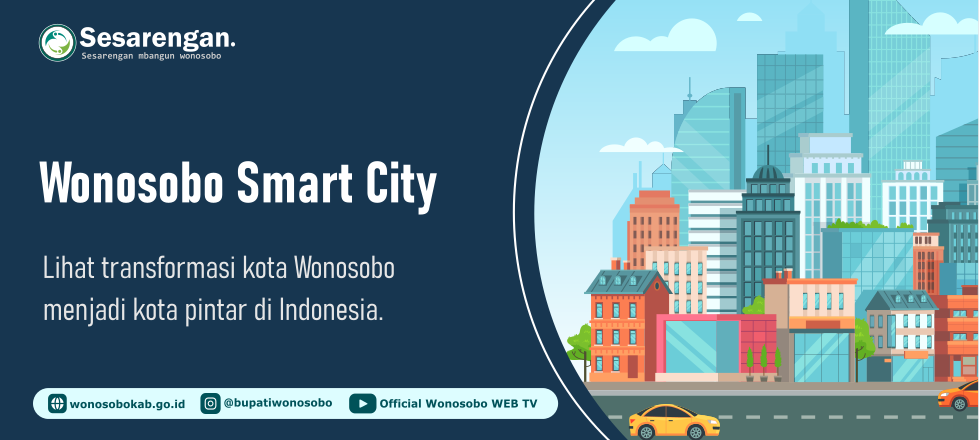 Sesarengan.
Sesarengan mbangun wonosobo
Wonosobo Smart City
Lihat transformasi kota Wonosobo
menjadi kota pintar di Indonesia.
wonosobokab.go.id @bupatiwonosobo Official Wonosobo WEB TV